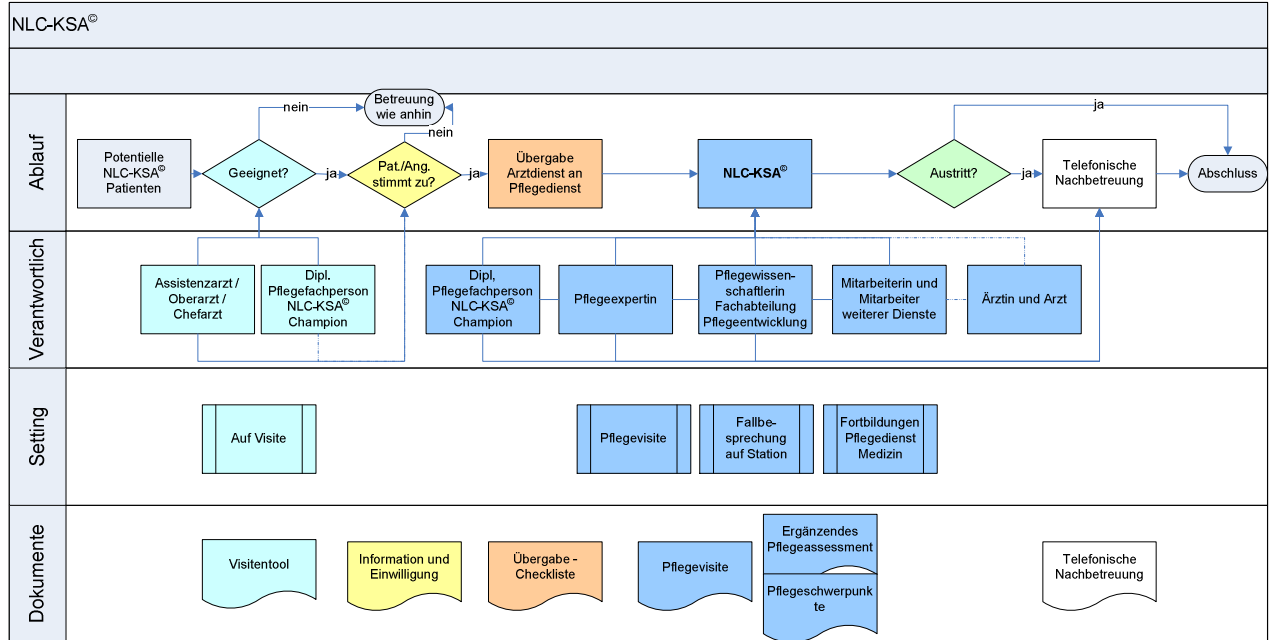 NLC-KSA©
Ablauf
Potentielle
NLC-KSA©
Patienten
Geeignet?
nein
ja
Betreuung
wie anhin
nein
Pat./Ang.
stimmt zu?
ja
Übergabe
Arztdienst an
Pflegedienst
NLC-KSA©
Austritt?
ja
ja
Telefonische
Nachbetreuung
Abschluss
Verantwortlich
Assistenzarzt /
Oberarzt /
Chefarzt
Dipl.
Pflegefachperson
NLC-KSA©
Champion
Dipl,
Pflegefachperson
NLC-KSA©
Champion
Pflegeexpertin
Pflegewissen-
schaftlerin
Fachabteilung
Pflegeentwicklung
Mitarbeiterin und
Mitarbeiter
weiterer Dienste
Ärztin und Arzt
Setting
Auf Visite
Pflegevisite
Fallbe-
sprechung
auf Station
Fortbildungen
Pflegedienst
Medizin
Dokumente
Visitentool
Information und
Einwilligung
Übergabe -
Checkliste
Pflegevisite
Ergänzendes
Pflegeassessment
Pflegeschwerpunk
te
Telefonische
Nachbetreuung